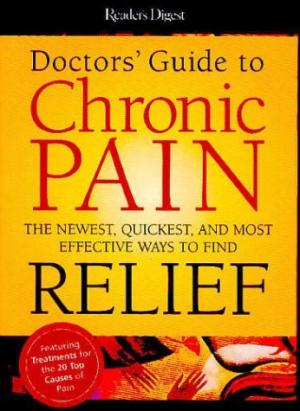 Reader's Digest
Doctors' Guide to
Chronic
PAIN
THE NEWEST, QUICKEST, AND MOST
EFFECTIVE WAYS TO FIND
RELIEF
Featuring
Treatments for
the 20 Top
Causes of
Pain